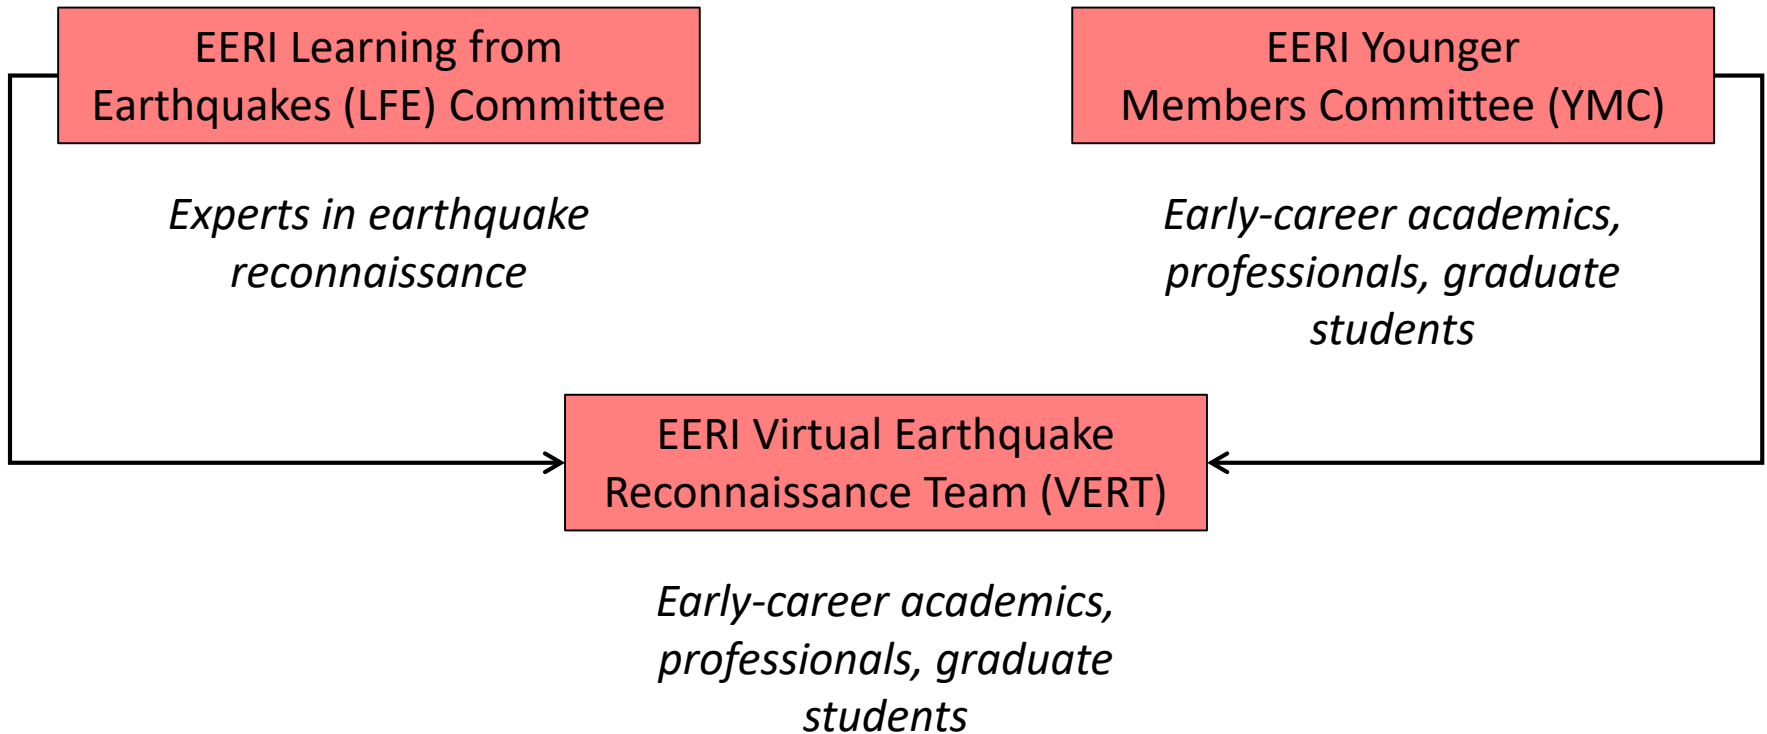 EERI Learning from
Earthquakes (LFE) Committee
Experts in earthquake
reconnaissance
EERI Younger
Members Committee (YMC)
Early-career academics,
professionals, graduate
students
EERI Virtual Earthquake
Reconnaissance Team (VERT)
Early-career academics,
professionals, graduate
students